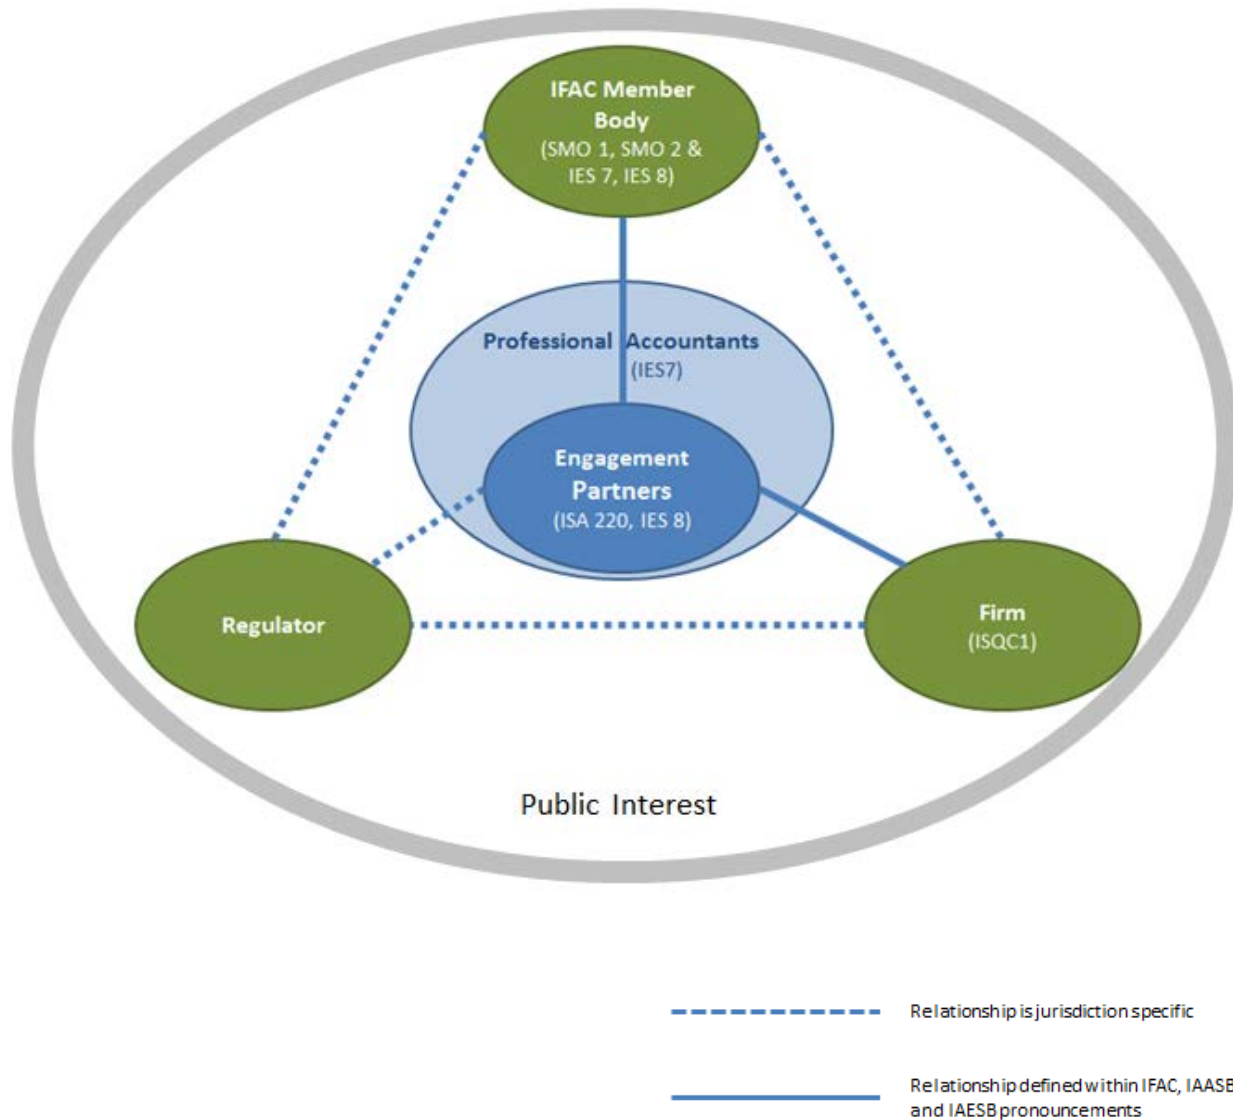 IFAC Member
Body
(SMO 1, SMO 2 &
IES 7, IES 8)
Professional Accountants
(IES7)
Engagement
Partners
(ISA 220, IES 8)
Regulator
Firm
(ISQC1)
Public Interest
Relationship is jurisdiction specific
Relationship defined within IFAC, IAASB
and IAESB pronouncements